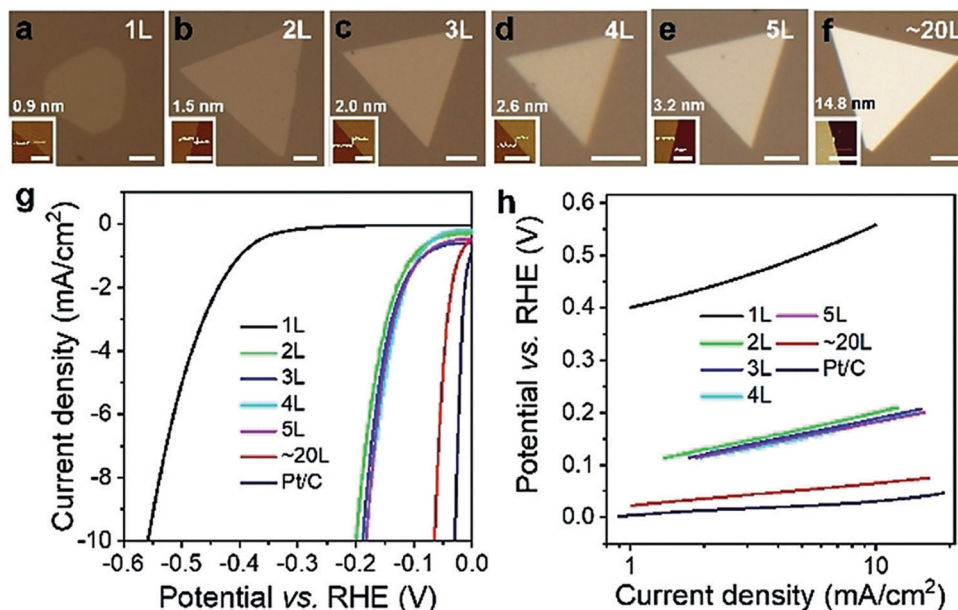 a 1L
0.9 nm
b 2L
1.5 nm
c 3L
2.0 nm
d 4L
2.6 nm
e 5L
3.2 nm
f ~20L
14.8 nm
g
Current density (mA/cm²)
0
-2
-4
-6
-8
-10
1L
2L
3L
4L
5L
~20L
Pt/C
-0.6 -0.5 -0.4 -0.3 -0.2 -0.1 0.0
Potential vs. RHE (V)
h
Potential vs. RHE (V)
0.6
0.5
0.4
0.3
0.2
0.1
0.0
1L 5L
2L ~20L
3L Pt/C
4L
1 10
Current density (mA/cm²)